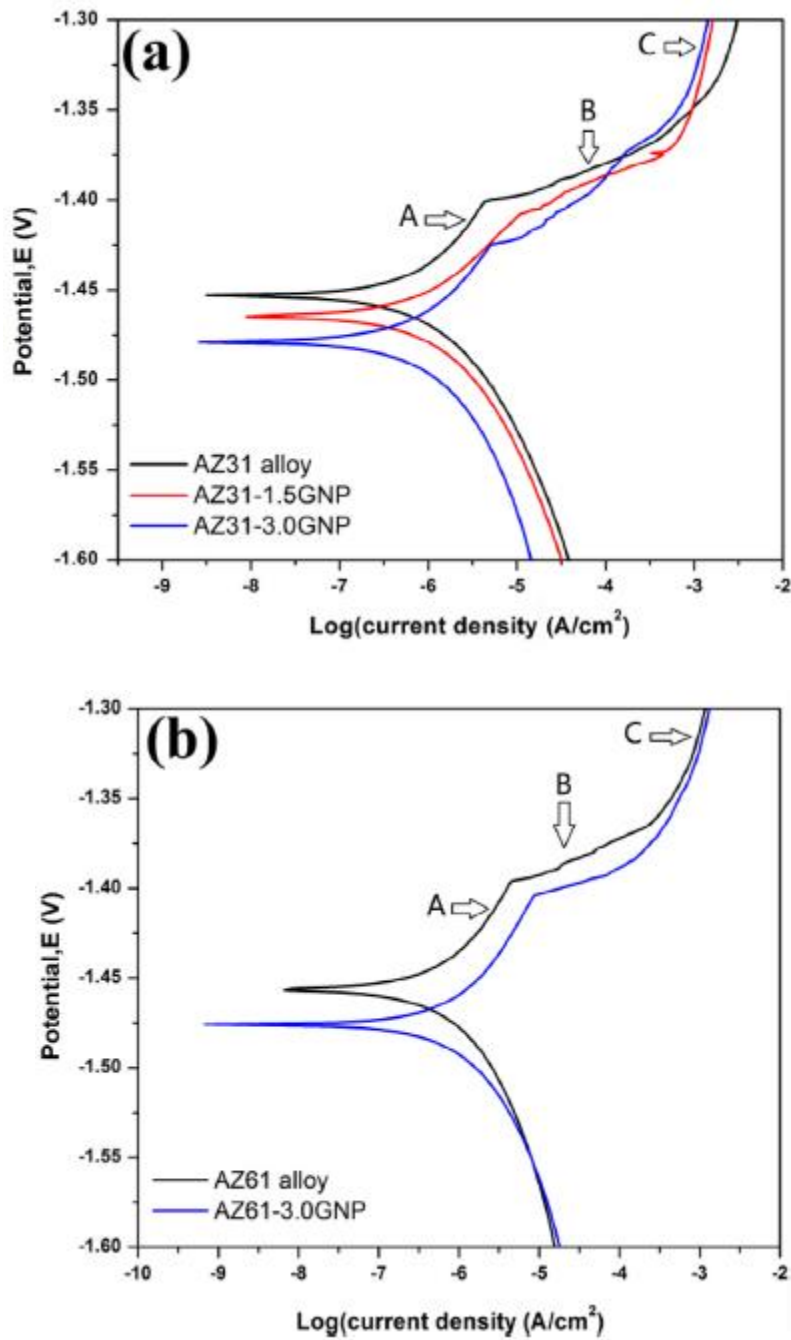 (a)
-1.30
-1.35
-1.40
-1.45
-1.50
-1.55
-1.60
Potential,E (V)
A
B
C
AZ31 alloy
AZ31-1.5GNP
AZ31-3.0GNP
-9 -8 -7 -6 -5 -4 -3 -2
Log(current density (A/cm²)
(b)
-1.30
-1.35
-1.40
-1.45
-1.50
-1.55
-1.60
Potential,E (V)
A
B
C
AZ61 alloy
AZ61-3.0GNP
-10 -9 -8 -7 -6 -5 -4 -3 -2
Log(current density (A/cm²)